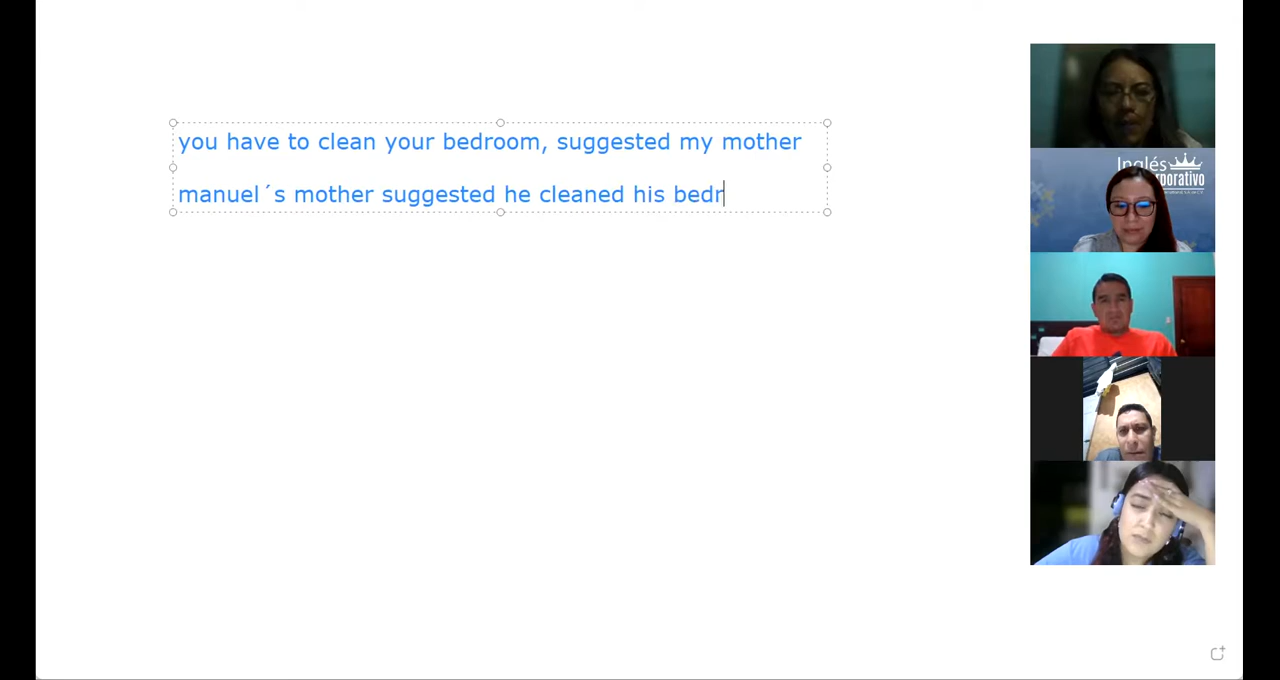 you have to clean your bedroom, suggested my mother
manuel´s mother suggested he cleaned his bedr
Inglés